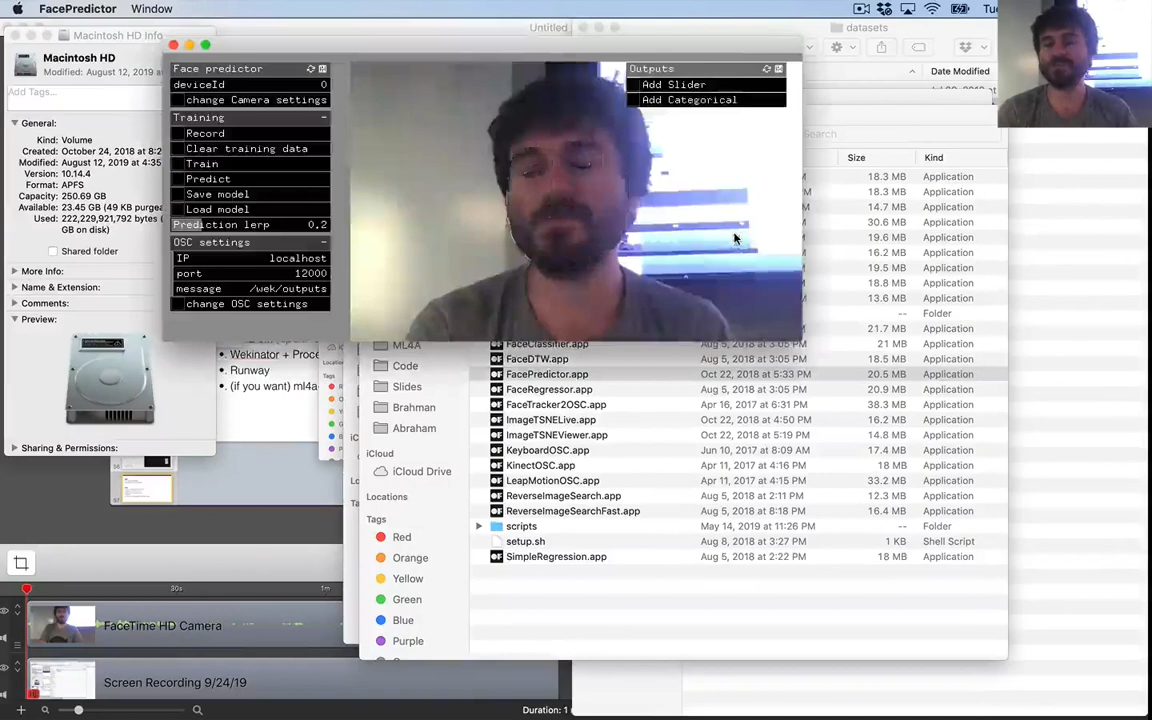 FacePredictor Window
Untitled
datasets
Macintosh HD Info
Macintosh HD
Modified: August 12, 2019
Add Tags...
General:
Kind: Volume
Created: October 24, 2018 at 8:2
Modified: August 12, 2019 at 4:35
Version: 10.14.4
Format: APFS
Capacity: 250.69 GB
Available: 23.45 GB (49 KB purgea
Used: 222,229,921,792 bytes
GB on disk)
Shared folder
More Info:
Name & Extension:
Comments:
Preview:
Sharing & Permissions:
Face predictor
deviceId 0
change Camera settings
Training −
Record
Clear training data
Train
Predict
Save model
Load model
Prediction lerp 0.2
OSC settings −
IP localhost
port 12000
message /wek/outputs
change OSC settings
Outputs
Add Slider
Add Categorical
Date Modified
Search
Size Kind
18.3 MB Application
18.3 MB Application
14.7 MB Application
30.6 MB Application
19.6 MB Application
16.2 MB Application
19.5 MB Application
18.8 MB Application
13.6 MB Application
-- Folder
21.7 MB Application
FaceClassifier.app Aug 5, 2018 at 3:05 PM 21 MB Application
FaceDTW.app Aug 5, 2018 at 3:05 PM 18.5 MB Application
FacePredictor.app Oct 22, 2018 at 5:33 PM 20.5 MB Application
FaceRegressor.app Aug 5, 2018 at 3:05 PM 20.9 MB Application
FaceTracker2OSC.app Apr 16, 2017 at 6:31 PM 38.3 MB Application
ImageTSNELive.app Oct 22, 2018 at 4:50 PM 16.2 MB Application
ImageTSNEViewer.app Oct 22, 2018 at 5:19 PM 14.8 MB Application
KeyboardOSC.app Jun 10, 2017 at 8:09 AM 17.4 MB Application
KinectOSC.app Apr 11, 2017 at 4:16 PM 18 MB Application
LeapMotionOSC.app Apr 11, 2017 at 4:15 PM 33.2 MB Application
ReverseImageSearch.app Aug 5, 2018 at 2:11 PM 12.3 MB Application
ReverseImageSearchFast.app Aug 5, 2018 at 8:18 PM 16.4 MB Application
scripts May 14, 2019 at 11:26 PM -- Folder
setup.sh Aug 8, 2018 at 3:27 PM 1 KB Shell Script
SimpleRegression.app Aug 5, 2018 at 2:22 PM 18 MB Application
ML4A
Code
Slides
Brahman
Abraham
iCloud
iCloud Drive
Locations
Tags
Red
Orange
Yellow
Green
Blue
Purple
•. Wekinator + Proce
•. Runway
•. (if you want) ml4a-
30s 1m
FaceTime HD Camera
Screen Recording 9/24/19
Duration: 1